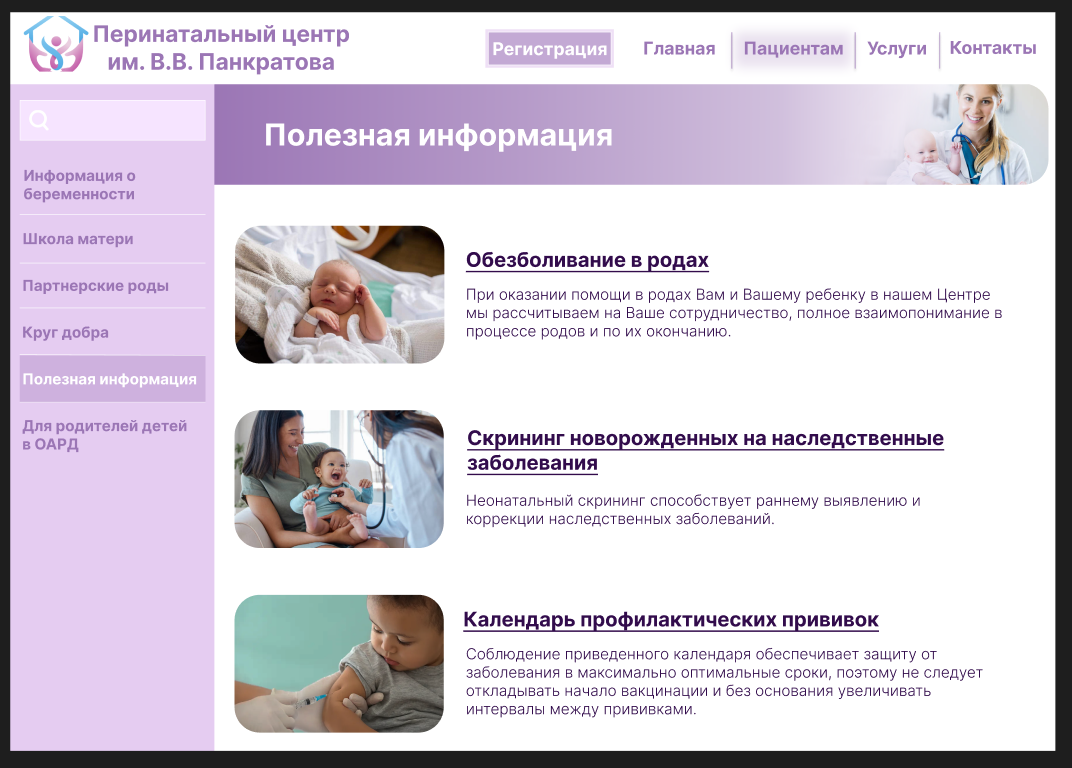 Перинатальный центр
им. В.В. Панкратова
Регистрация
Главная
Пациентам
Услуги
Контакты
Полезная информация
Информация о
беременности
Школа матери
Партнерские роды
Круг добра
Полезная информация
Для родителей детей
в ОАРД
Обезболивание в родах
При оказании помощи в родах Вам и Вашему ребенку в нашем Центре
мы рассчитываем на Ваше сотрудничество, полное взаимопонимание в
процессе родов и по их окончанию.
Скрининг новорожденных на наследственные
заболевания
Неонатальный скрининг способствует раннему выявлению и
коррекции наследственных заболеваний.
Календарь профилактических прививок
Соблюдение приведенного календаря обеспечивает защиту от
заболевания в максимально оптимальные сроки, поэтому не следует
откладывать начало вакцинации и без основания увеличивать
интервалы между прививками.